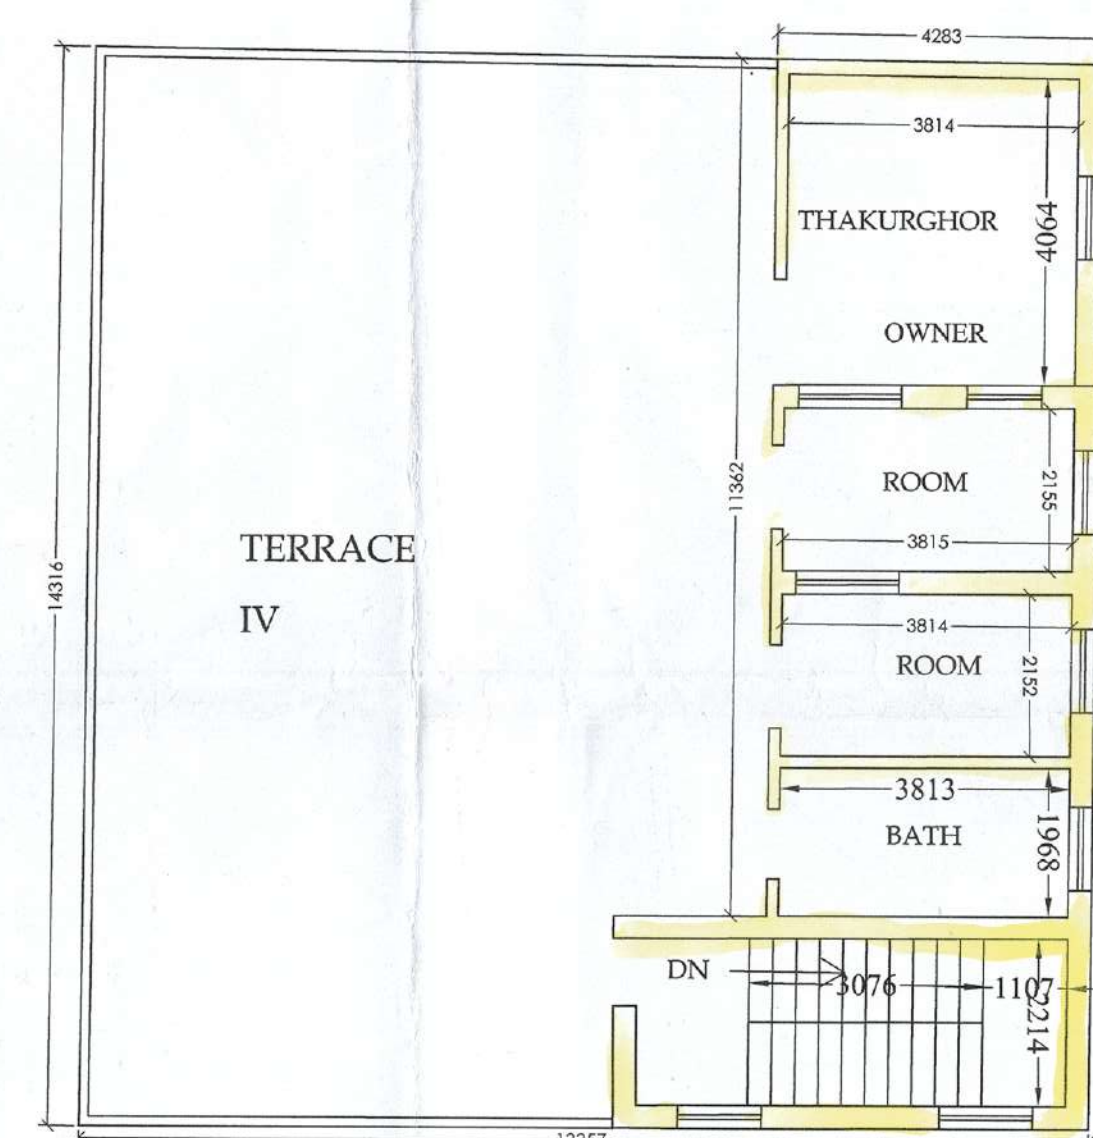 4283
3814
THAKURGHOR
4064
OWNER
ROOM
2155
3815
11362
TERRACE
IV
14316
3814
ROOM
2152
3813
BATH
1968
DN
3076
1107
2214